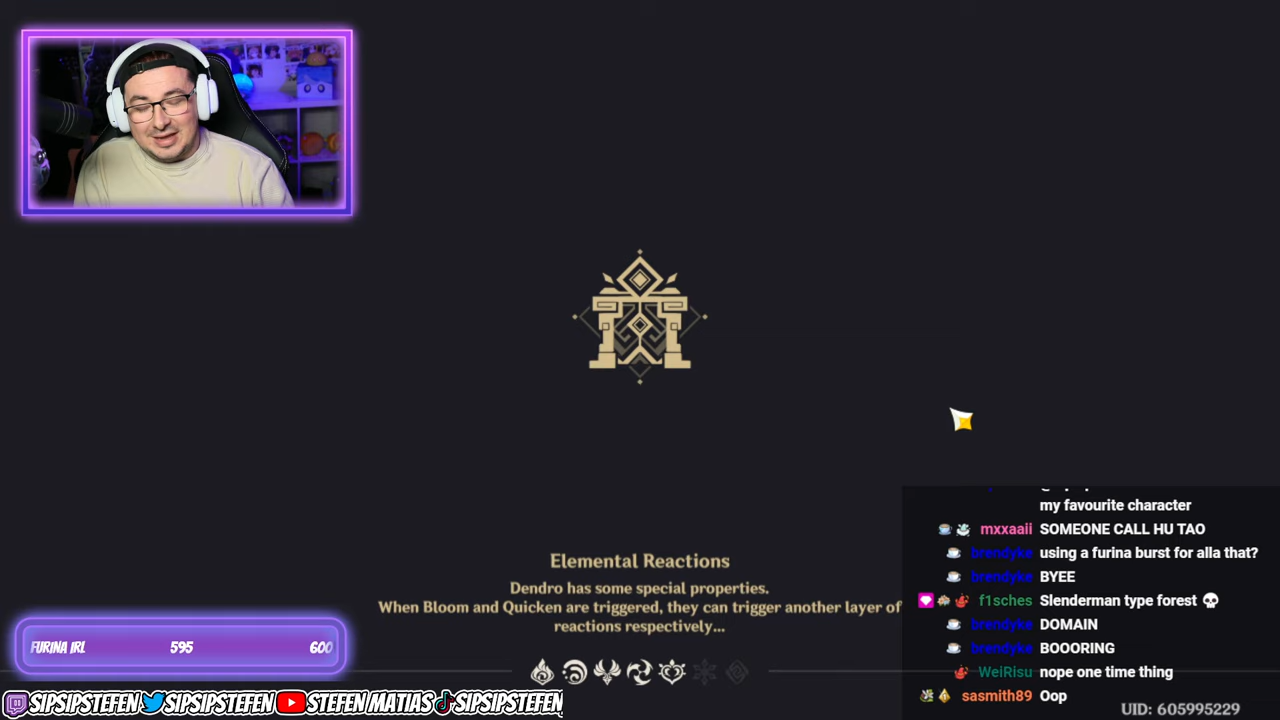 my favourite character
mxxaaii SOMEONE CALL HU TAO
brendyke using a furina burst for alla that?
brendyke BYEE
f1sches Slenderman type forest 💀
brendyke DOMAIN
brendyke BOOORING
WeiRisu nope one time thing
sasmith89 Oop
Elemental Reactions
Dendro has some special properties.
When Bloom and Quicken are triggered, they can trigger another layer of
reactions respectively...
FURINA IRL 595 600
SIPSIPSTEFEN SIPSIPSTEFEN STEFEN MATIAS SIPSIPSTEFEN
UID: 605995229